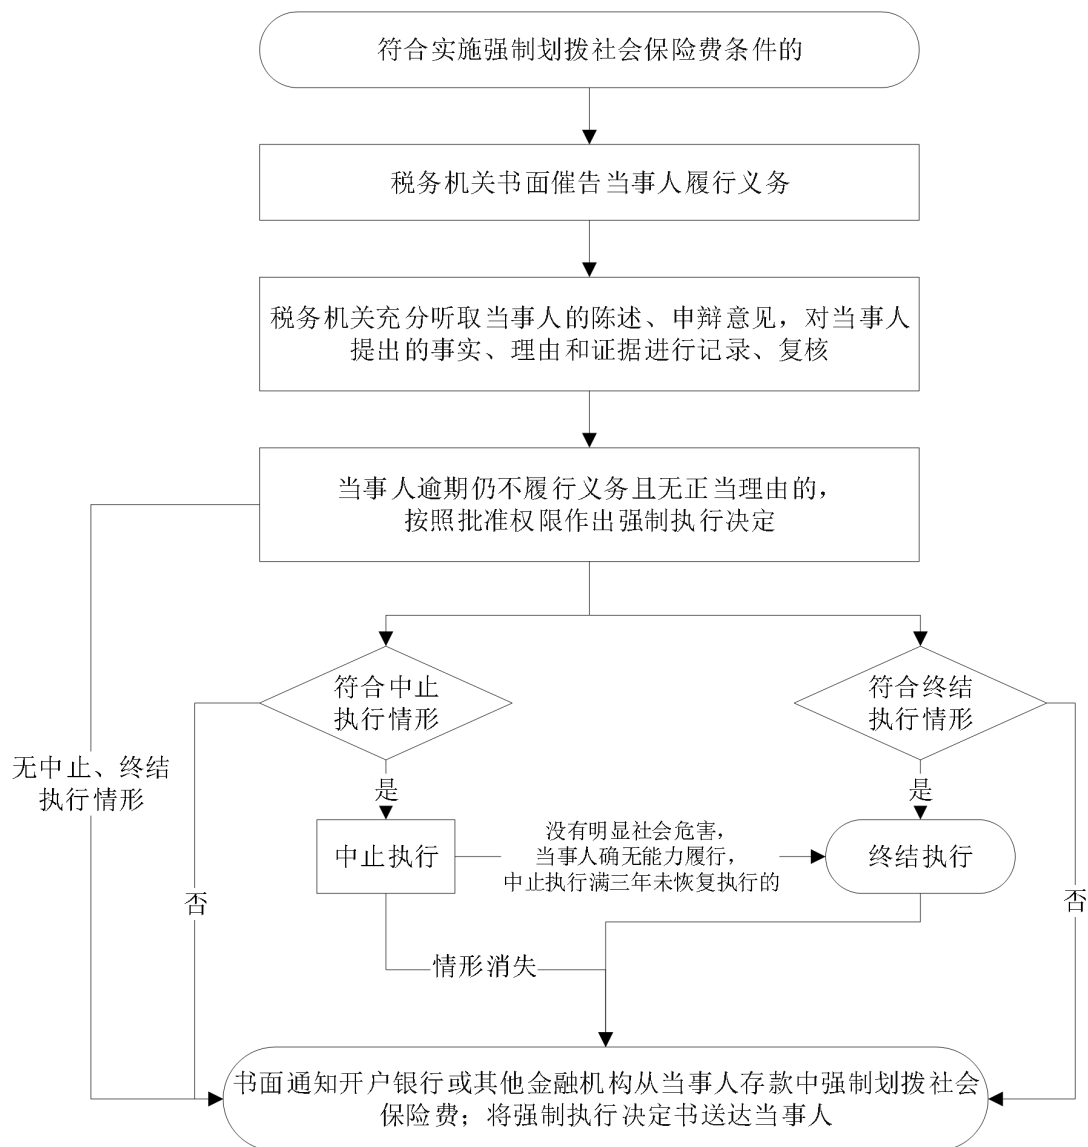 符合实施强制划拨社会保险费条件的
税务机关书面催告当事人履行义务
税务机关充分听取当事人的陈述、申辩意见，对当事人
提出的事实、理由和证据进行记录、复核
当事人逾期仍不履行义务且无正当理由的，
按照批准权限作出强制执行决定
符合中止
执行情形
符合终结
执行情形
无中止、终结
执行情形
是
是
没有明显社会危害，
当事人确无能力履行，
中止执行满三年未恢复执行的
中止执行
终结执行
否
否
情形消失
书面通知开户银行或其他金融机构从当事人存款中强制划拨社会
保险费；将强制执行决定书送达当事人